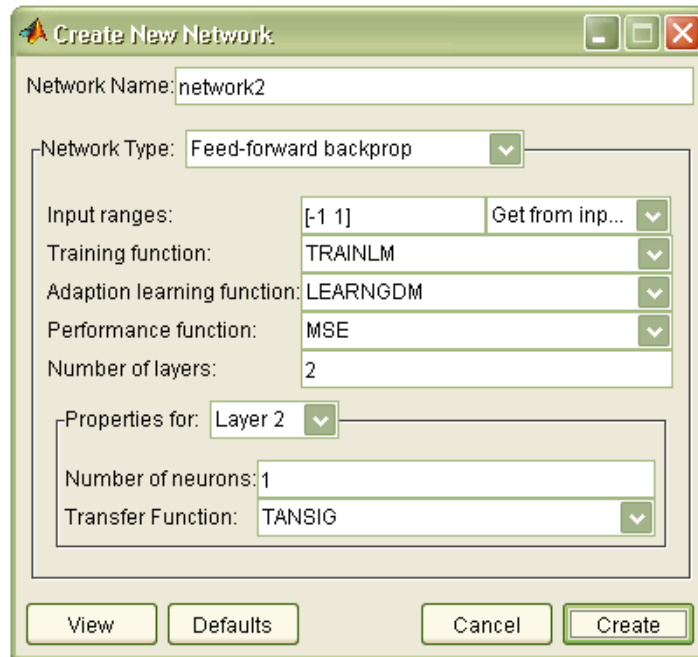 Create New Network
Network Name: network2
Network Type: Feed-forward backprop
Input ranges: [-1 1] Get from inp...
Training function: TRAINLM
Adaption learning function: LEARNGDM
Performance function: MSE
Number of layers: 2
Properties for: Layer 2
Number of neurons: 1
Transfer Function: TANSIG
View Defaults Cancel Create